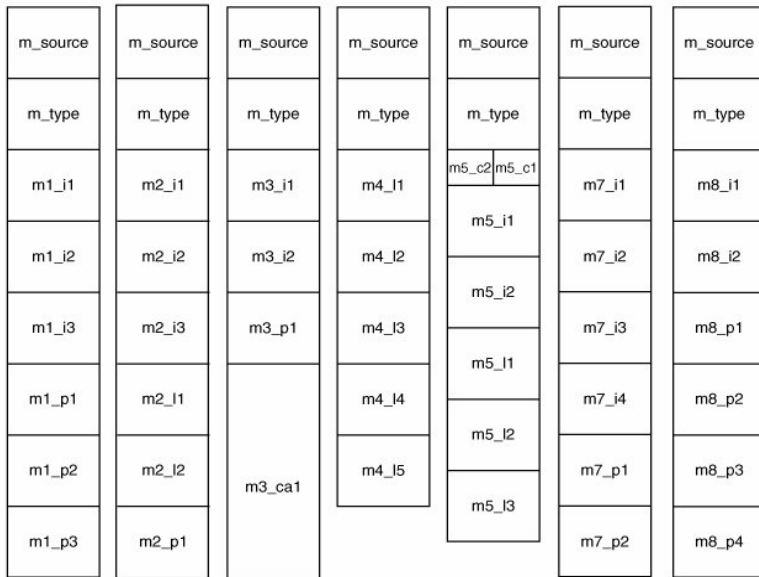 m_source
m_type
m1_i1
m1_i2
m1_i3
m1_p1
m1_p2
m1_p3
m_source
m_type
m2_i1
m2_i2
m2_i3
m2_l1
m2_l2
m2_p1
m_source
m_type
m3_i1
m3_i2
m3_p1
m3_ca1
m_source
m_type
m4_l1
m4_l2
m4_l3
m4_l4
m4_l5
m_source
m_type
m5_c2 m5_c1
m5_i1
m5_i2
m5_l1
m5_l2
m5_l3
m_source
m_type
m7_i1
m7_i2
m7_i3
m7_i4
m7_p1
m7_p2
m_source
m_type
m8_i1
m8_i2
m8_p1
m8_p2
m8_p3
m8_p4